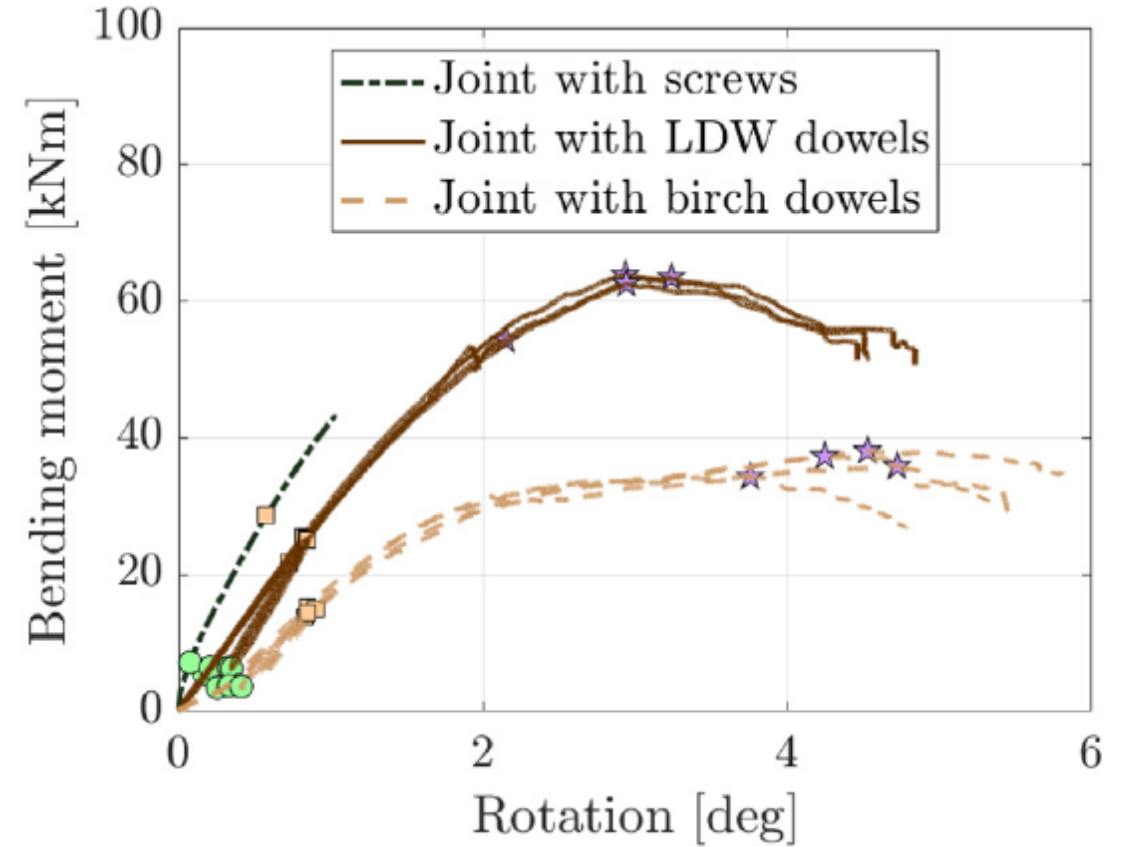 100
80
60
40
20
0
Bending moment [kNm]
Joint with screws
Joint with LDW dowels
Joint with birch dowels
0 2 4 6
Rotation [deg]